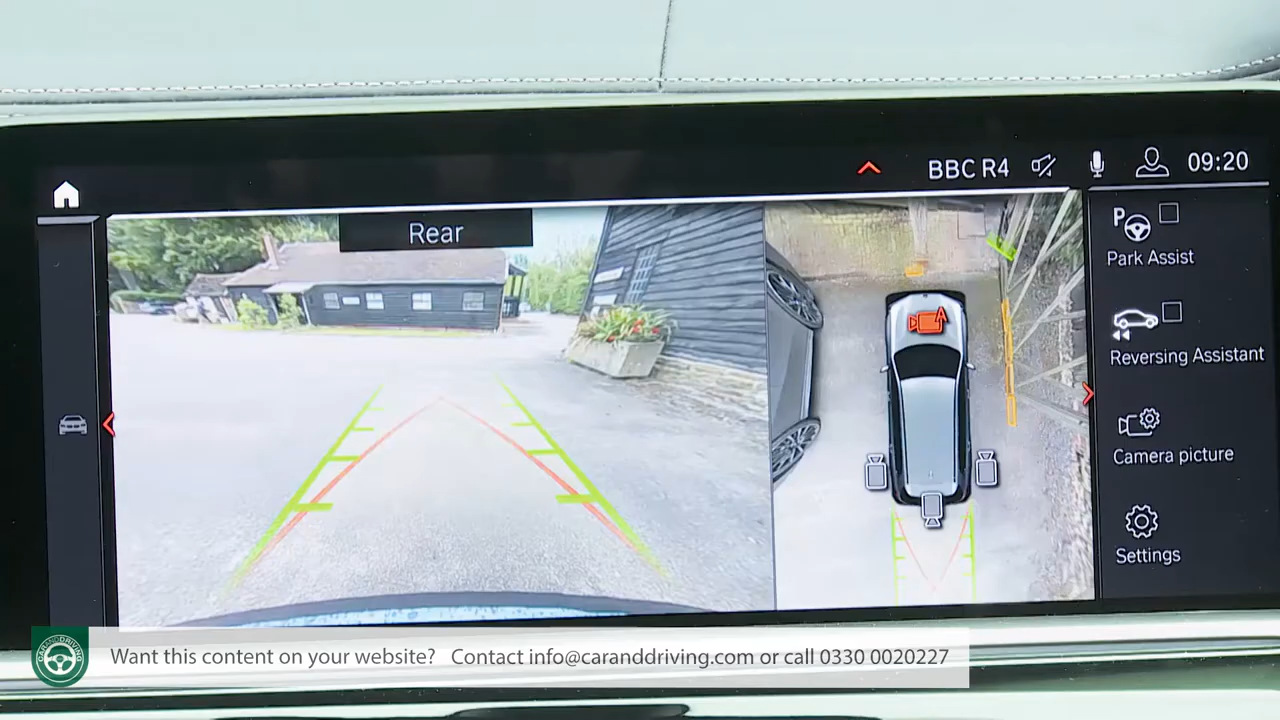 BBC R4
09:20
Rear
P
Park Assist
Reversing Assistant
Camera picture
Settings
A
CARANDDRIVING
Want this content on your website? Contact info@caranddriving.com or call 0330 0020227